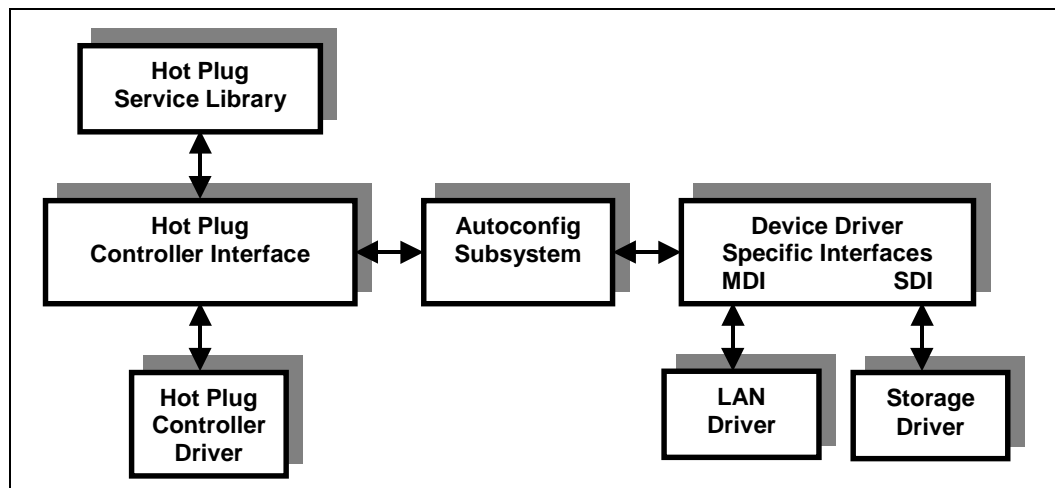 Hot Plug
Service Library
Hot Plug
Controller Interface
Autoconfig
Subsystem
Device Driver
Specific Interfaces
MDI SDI
Hot Plug
Controller
Driver
LAN
Driver
Storage
Driver